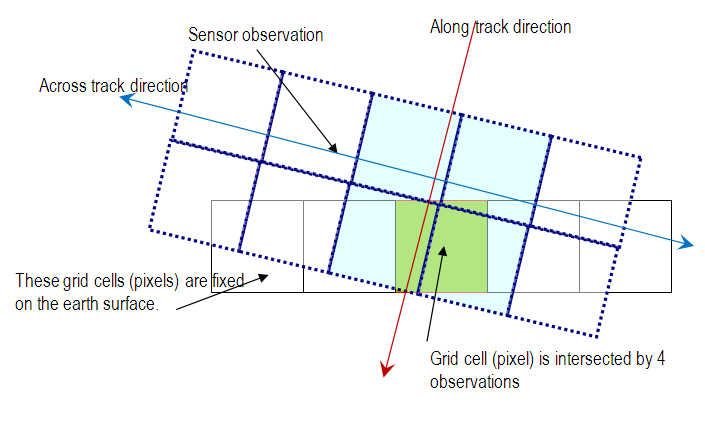 Along track direction
Sensor observation
Across track direction
These grid cells (pixels) are fixed
on the earth surface.
Grid cell (pixel) is intersected by 4
observations